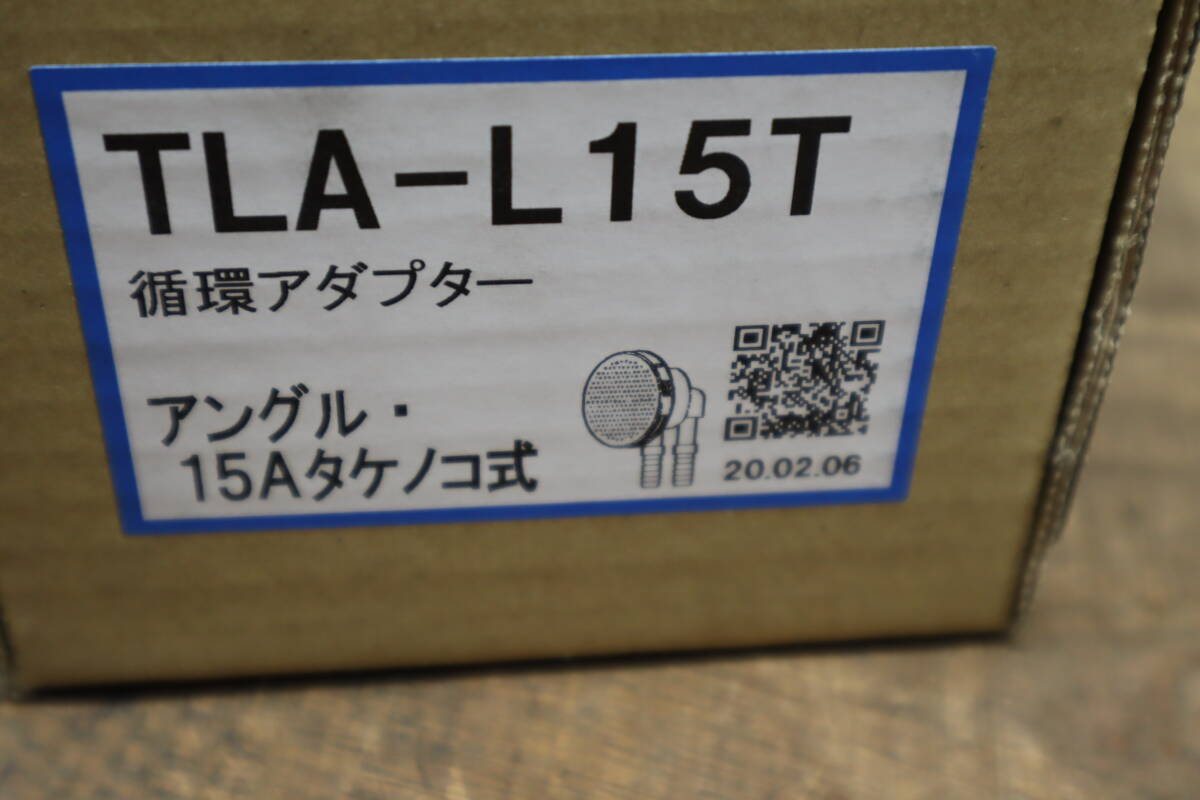 TLA-L15T
循環アダプター
アングル・
15Aタケノコ式
20.02.06